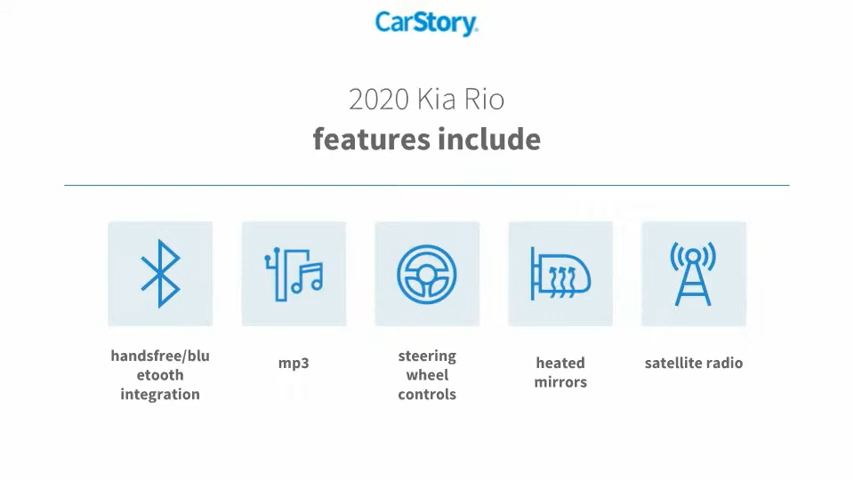 CarStory
2020 Kia Rio
features include
handsfree/blu
etooth
integration
mp3
steering
wheel
controls
heated
mirrors
satellite radio